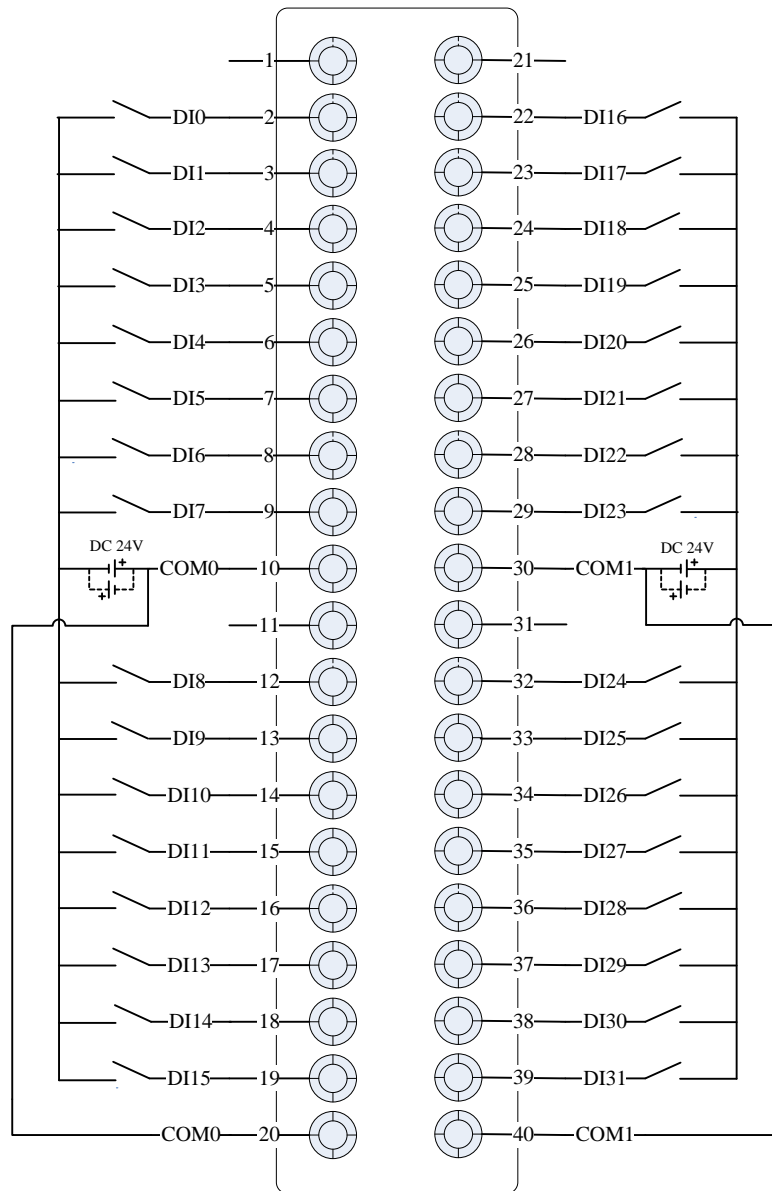 1 21
DI0 2 22 DI16
DI1 3 23 DI17
DI2 4 24 DI18
DI3 5 25 DI19
DI4 6 26 DI20
DI5 7 27 DI21
DI6 8 28 DI22
DI7 9 29 DI23
DC 24V DC 24V
+ +
COM0 10 30 COM1
+ +
11 31
DI8 12 32 DI24
DI9 13 33 DI25
DI10 14 34 DI26
DI11 15 35 DI27
DI12 16 36 DI28
DI13 17 37 DI29
DI14 18 38 DI30
DI15 19 39 DI31
COM0 20 40 COM1